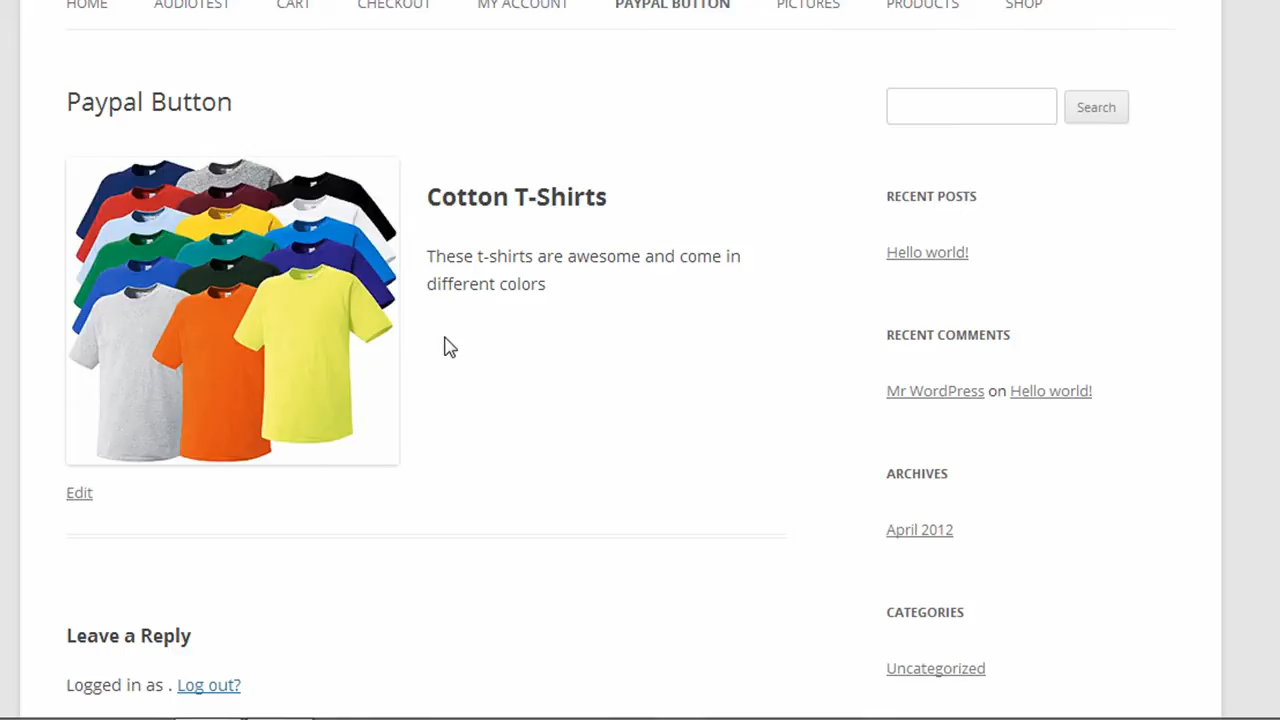 HOME AUDIOTEST CART CHECKOUT MY ACCOUNT PAYPAL BUTTON PICTURES PRODUCTS SHOP
Paypal Button
Search
Cotton T-Shirts
These t-shirts are awesome and come in
different colors
Edit
Leave a Reply
Logged in as . Log out?
RECENT POSTS
Hello world!
RECENT COMMENTS
Mr WordPress on Hello world!
ARCHIVES
April 2012
CATEGORIES
Uncategorized